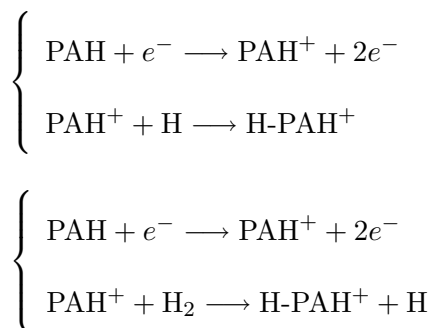 PAH + e⁻ ⟶ PAH⁺ + 2e⁻
PAH⁺ + H ⟶ H-PAH⁺
PAH + e⁻ ⟶ PAH⁺ + 2e⁻
PAH⁺ + H₂ ⟶ H-PAH⁺ + H